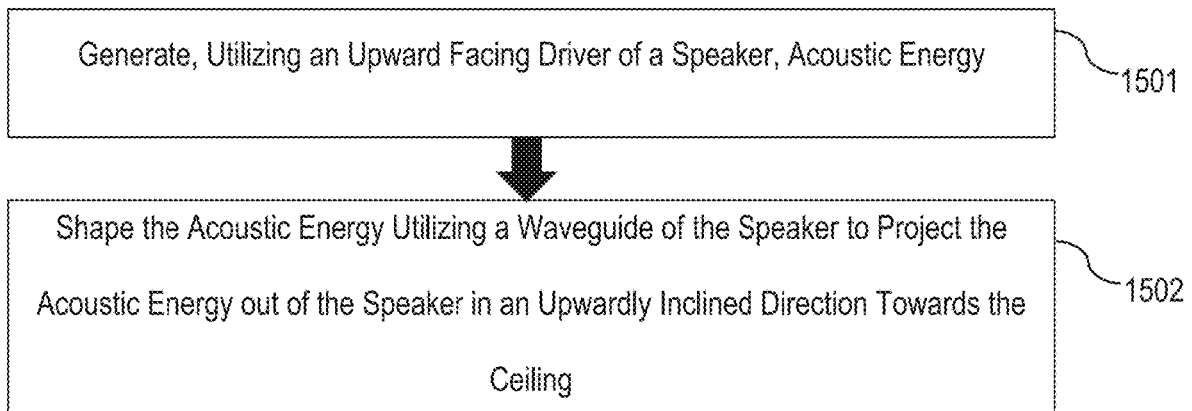 Generate, Utilizing an Upward Facing Driver of a Speaker, Acoustic Energy
1501
Shape the Acoustic Energy Utilizing a Waveguide of the Speaker to Project the
Acoustic Energy out of the Speaker in an Upwardly Inclined Direction Towards the
1502
Ceiling